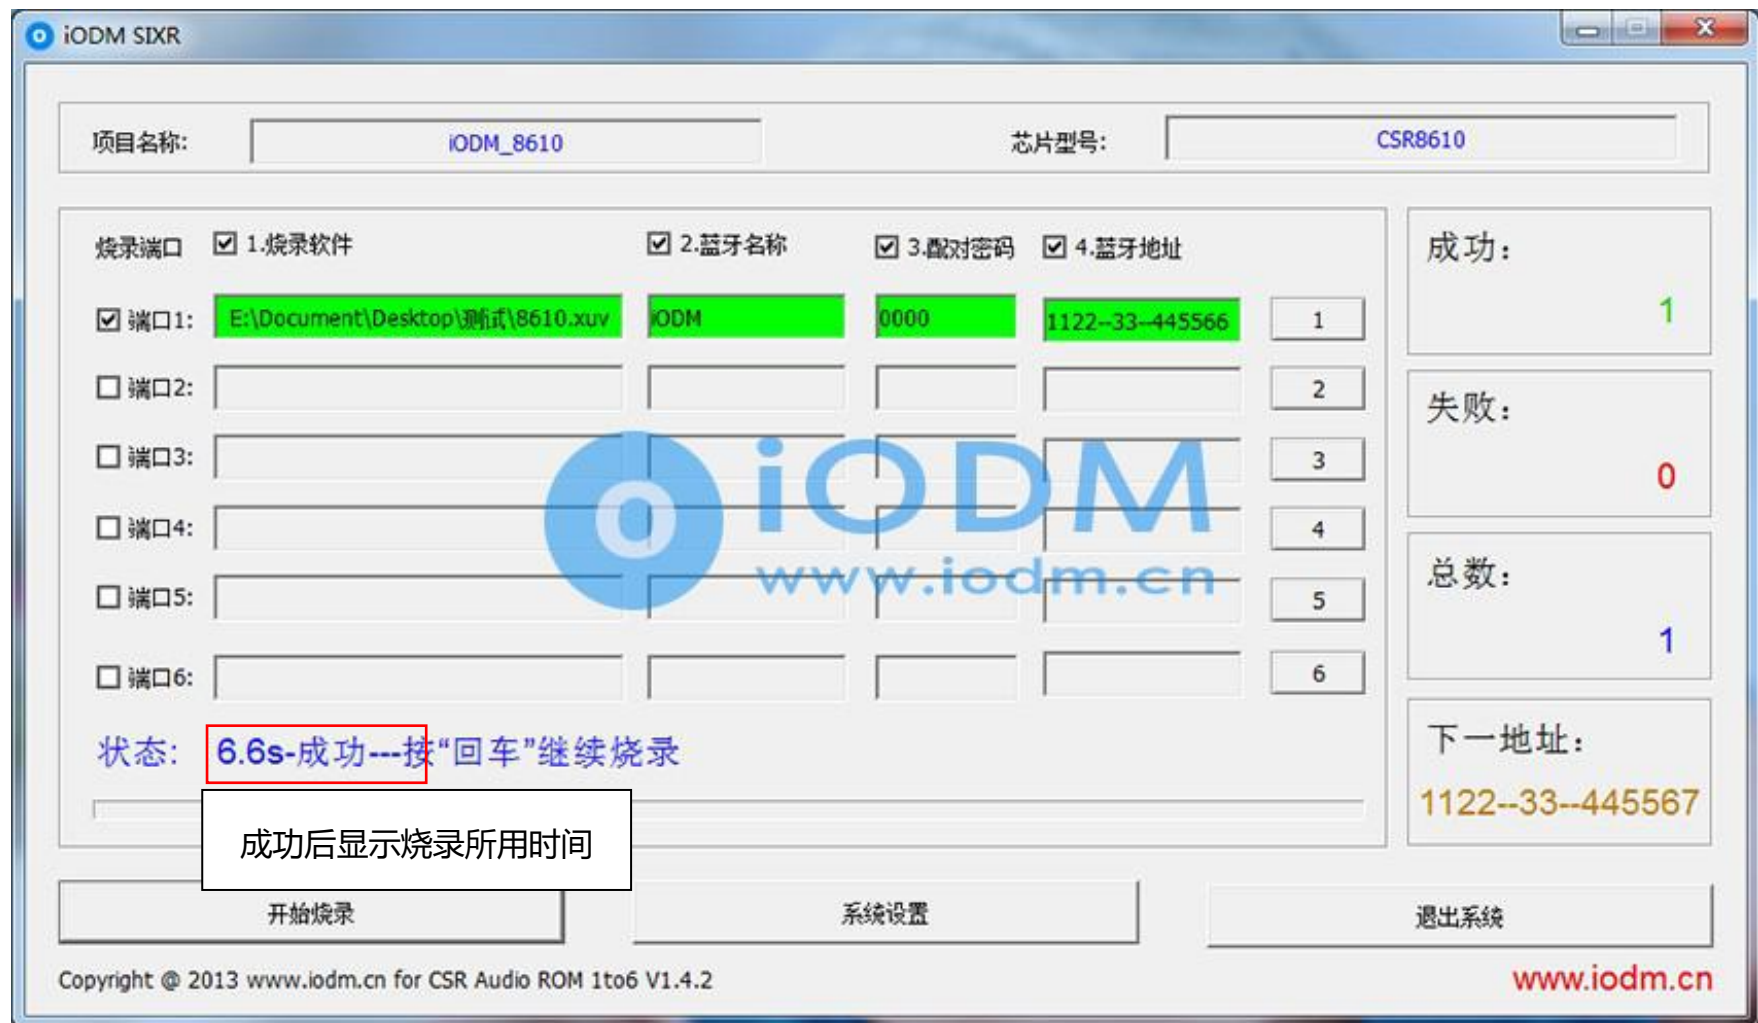 iODM SIXR
项目名称: iODM_8610 芯片型号: CSR8610
烧录端口 1.烧录软件 2.蓝牙名称 3.配对密码 4.蓝牙地址
端口1: E:\Document\Desktop\测试\8610.xuv iODM 0000 1122--33--445566 1
端口2: 2
端口3: 3
端口4: 4
端口5: 5
端口6: 6
iODM
www.iodm.cn
状态: 6.6s-成功---按“回车”继续烧录
成功后显示烧录所用时间
成功:
1
失败:
0
总数:
1
下一地址:
1122--33--445567
开始烧录 系统设置 退出系统
Copyright @ 2013 www.iodm.cn for CSR Audio ROM 1to6 V1.4.2 www.iodm.cn